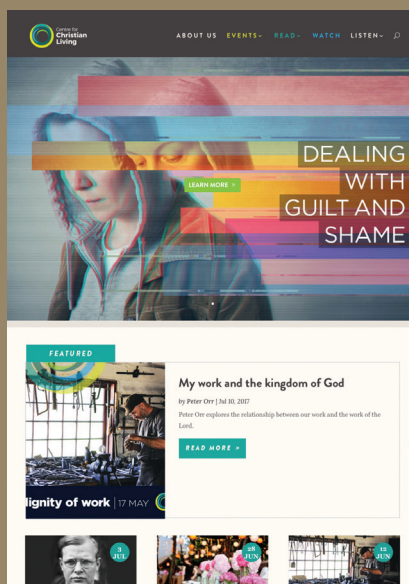 Centre for
Christian
Living
ABOUT US EVENTS READ WATCH LISTEN
DEALING
WITH
GUILT AND
SHAME
LEARN MORE
FEATURED
My work and the kingdom of God
by Peter Orr | Jul 10, 2017
Peter Orr explores the relationship between our work and the work of the
Lord.
READ MORE »
lignity of work | 17 MAY
3
JUL
28
JUN
12
JUN